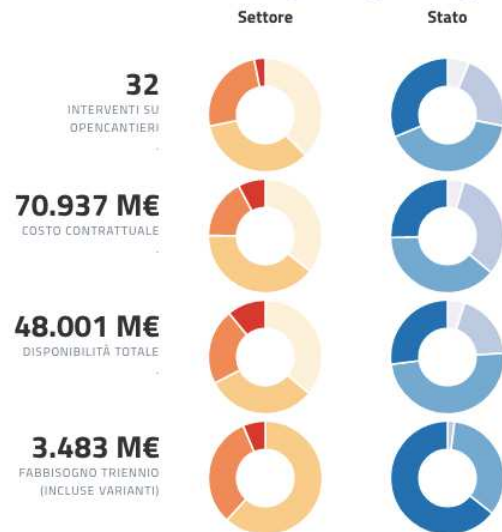 Settore Stato
32
INTERVENTI SU
OPENCANTIERI
.
70.937 M€
COSTO CONTRATTUALE
.
48.001 M€
DISPONIBILITÀ TOTALE
.
3.483 M€
FABBISOGNO TRIENNIO
(INCLUSE VARIANTI)